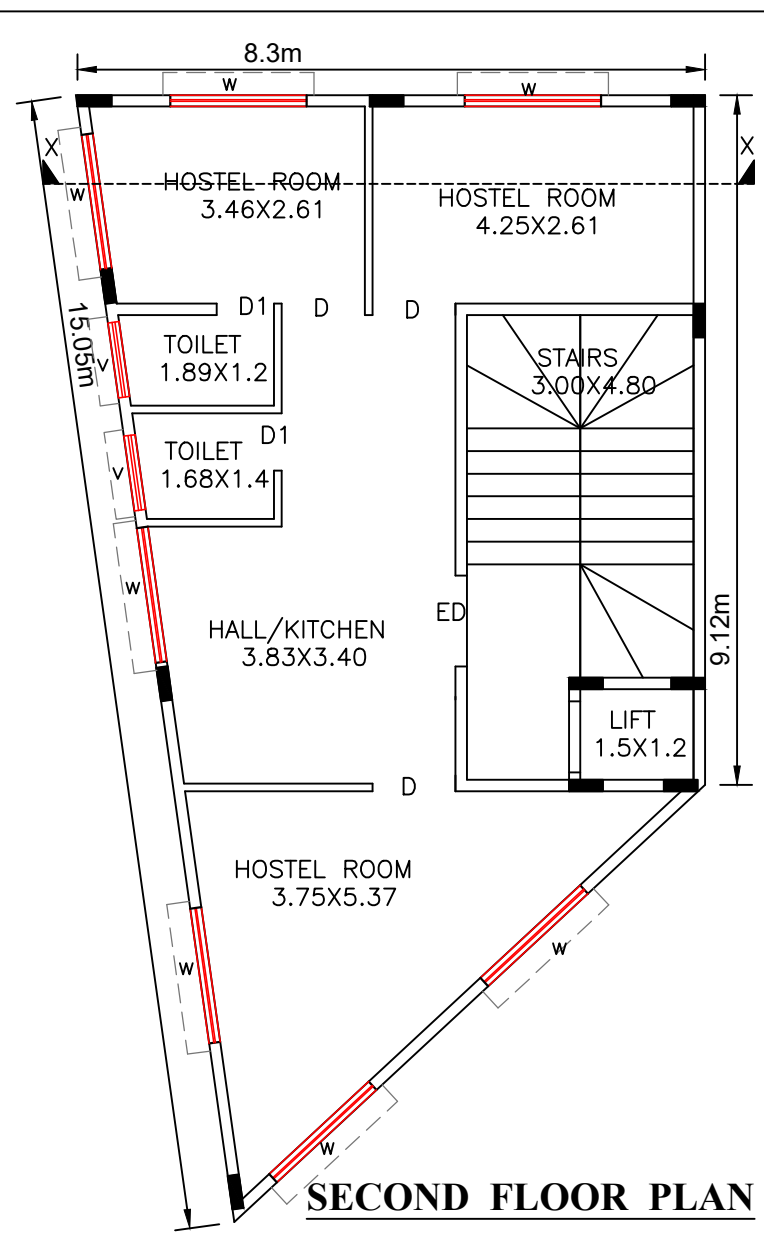 8.3m
W
W
X
X
W
HOSTEL ROOM
3.46X2.61
HOSTEL ROOM
4.25X2.61
15.05m
D1
D
D
V
TOILET
1.89X1.2
STAIRS
3.00X4.80
D1
V
TOILET
1.68X1.4
W
ED
9.12m
HALL/KITCHEN
3.83X3.40
LIFT
1.5X1.2
D
HOSTEL ROOM
3.75X5.37
W
W
W
SECOND FLOOR PLAN